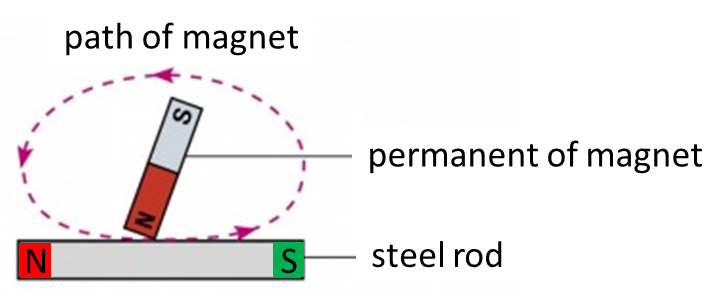 path of magnet
S
permanent of magnet
N
N
S
steel rod